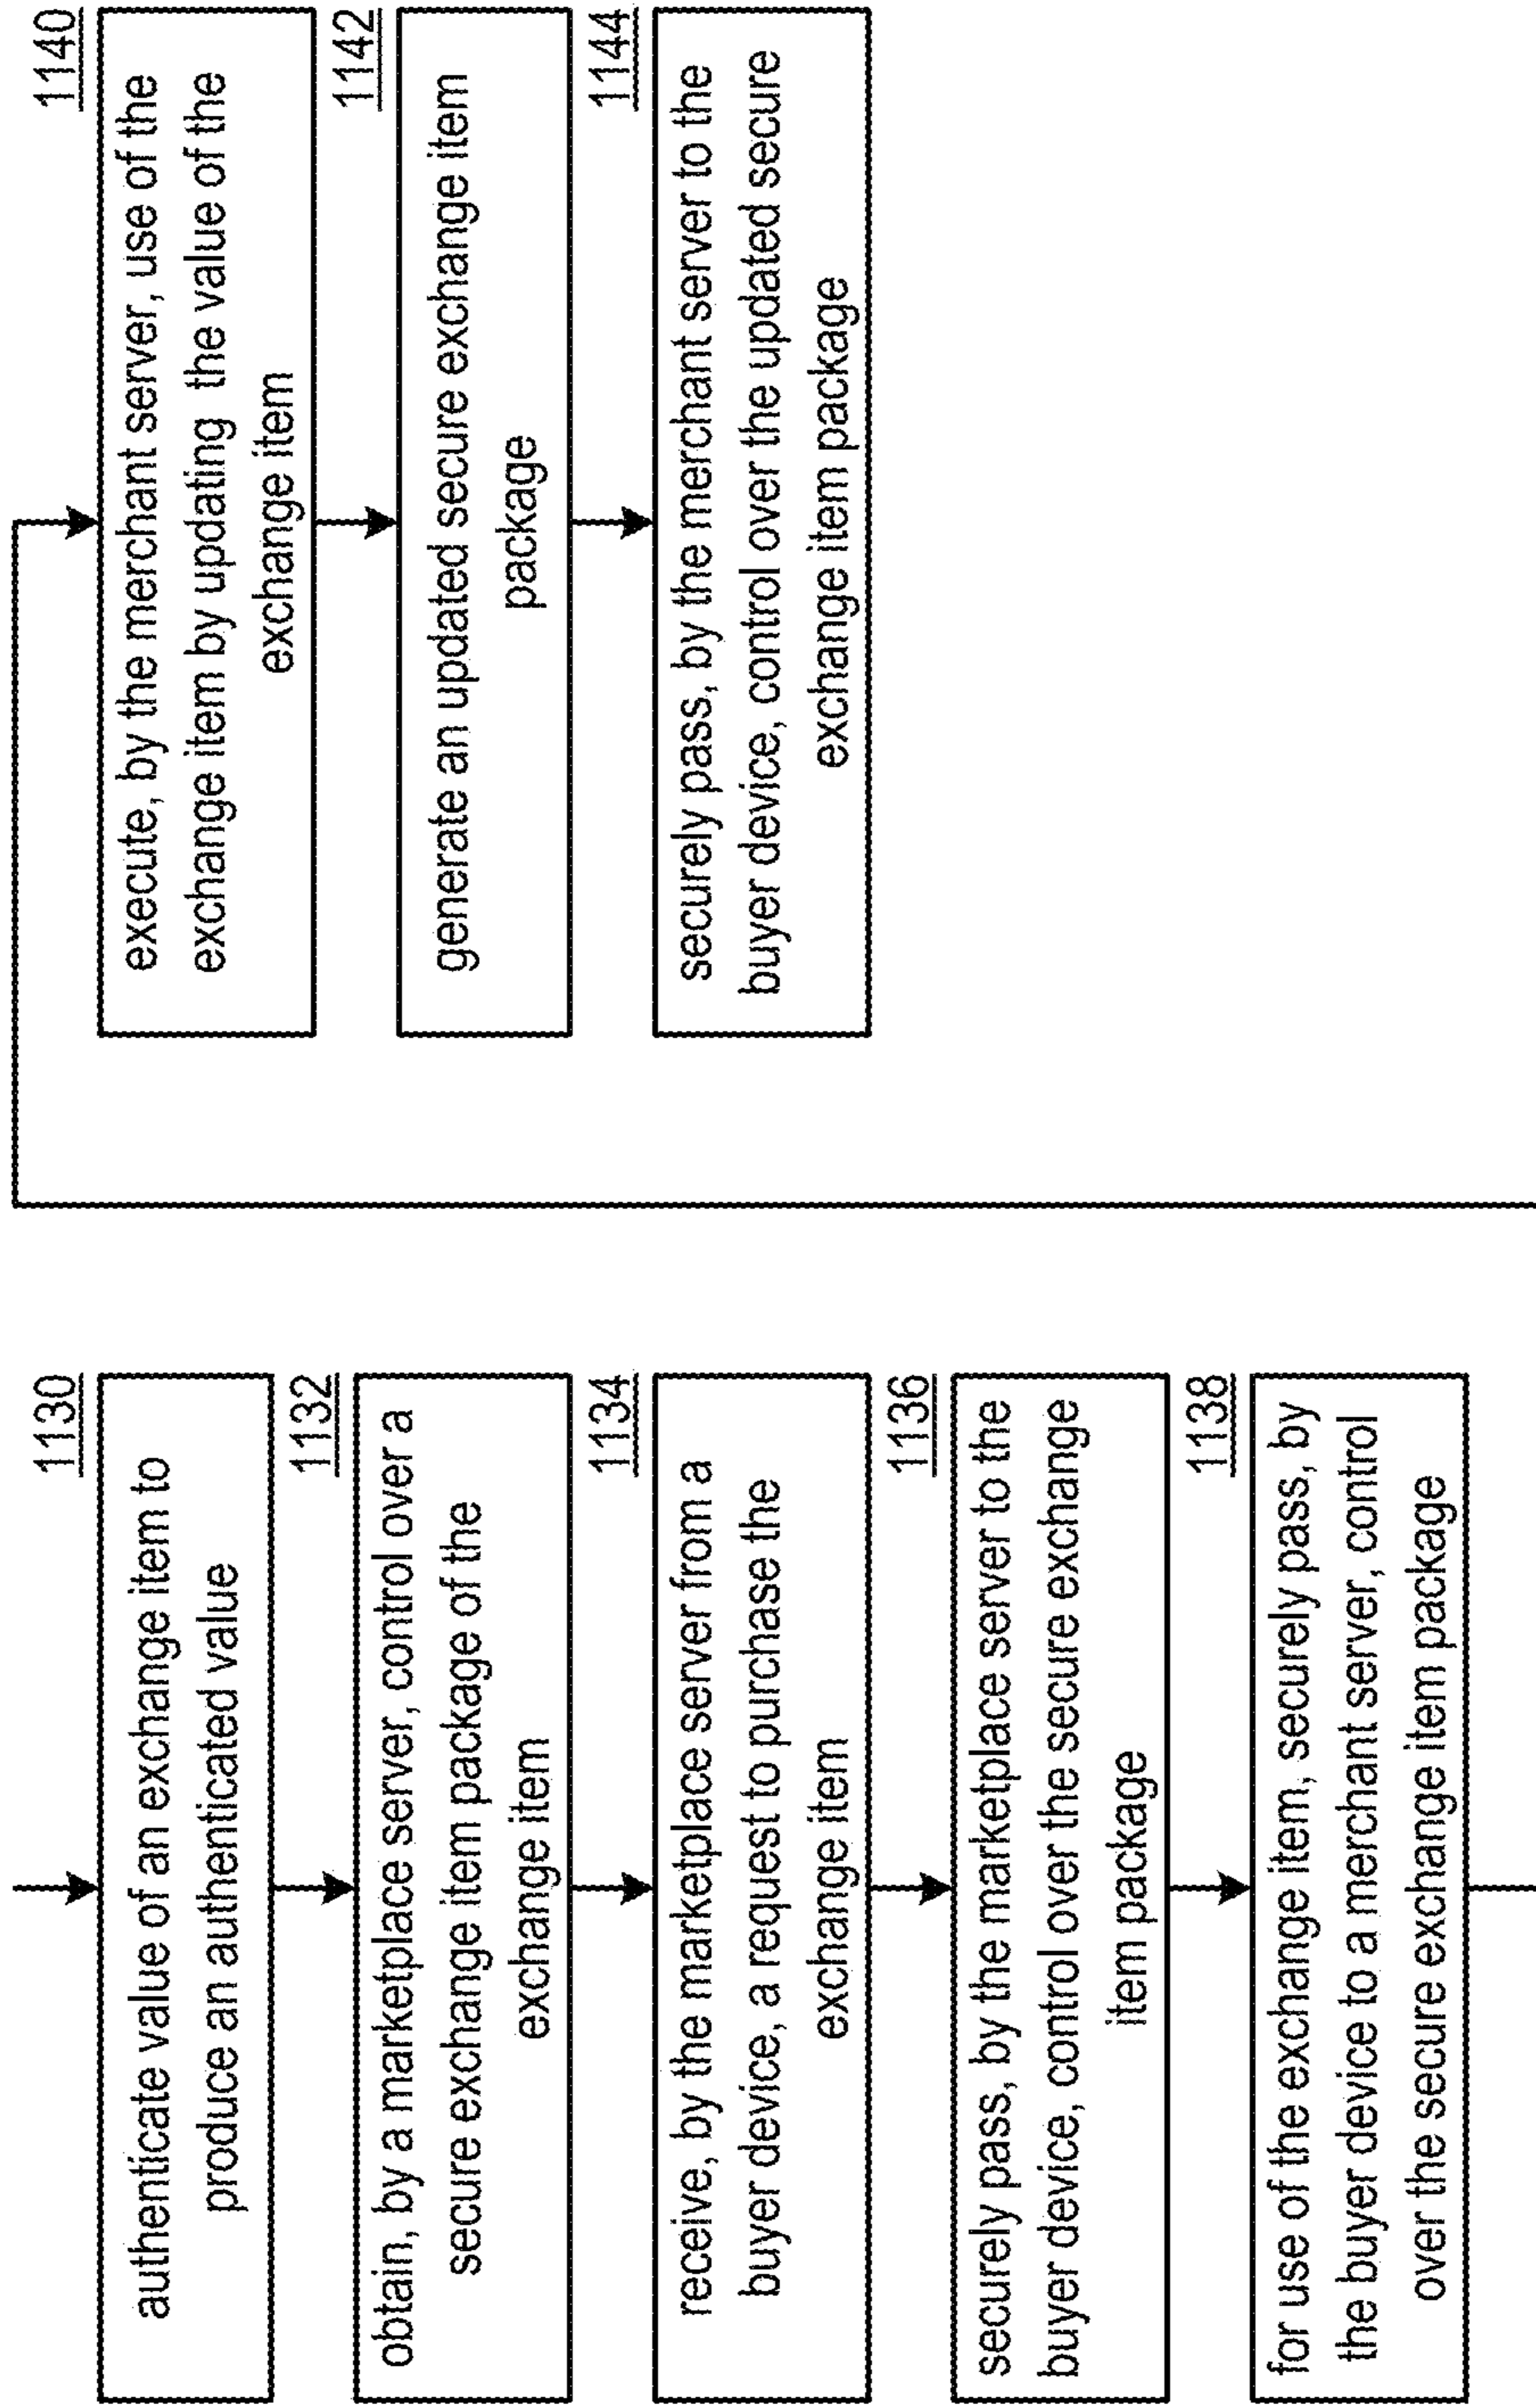 1130
authenticate value of an exchange item to
produce an authenticated value
1132
obtain, by a marketplace server, control over a
secure exchange item package of the
exchange item
1134
receive, by the marketplace server from a
buyer device, a request to purchase the
exchange item
1136
securely pass, by the marketplace server to the
buyer device, control over the secure exchange
item package
1138
for use of the exchange item, securely pass, by
the buyer device to a merchant server, control
over the secure exchange item package
1140
execute, by the merchant server, use of the
exchange item by updating the value of the
exchange item
1142
generate an updated secure exchange item
package
1144
securely pass, by the merchant server to the
buyer device, control over the updated secure
exchange item package